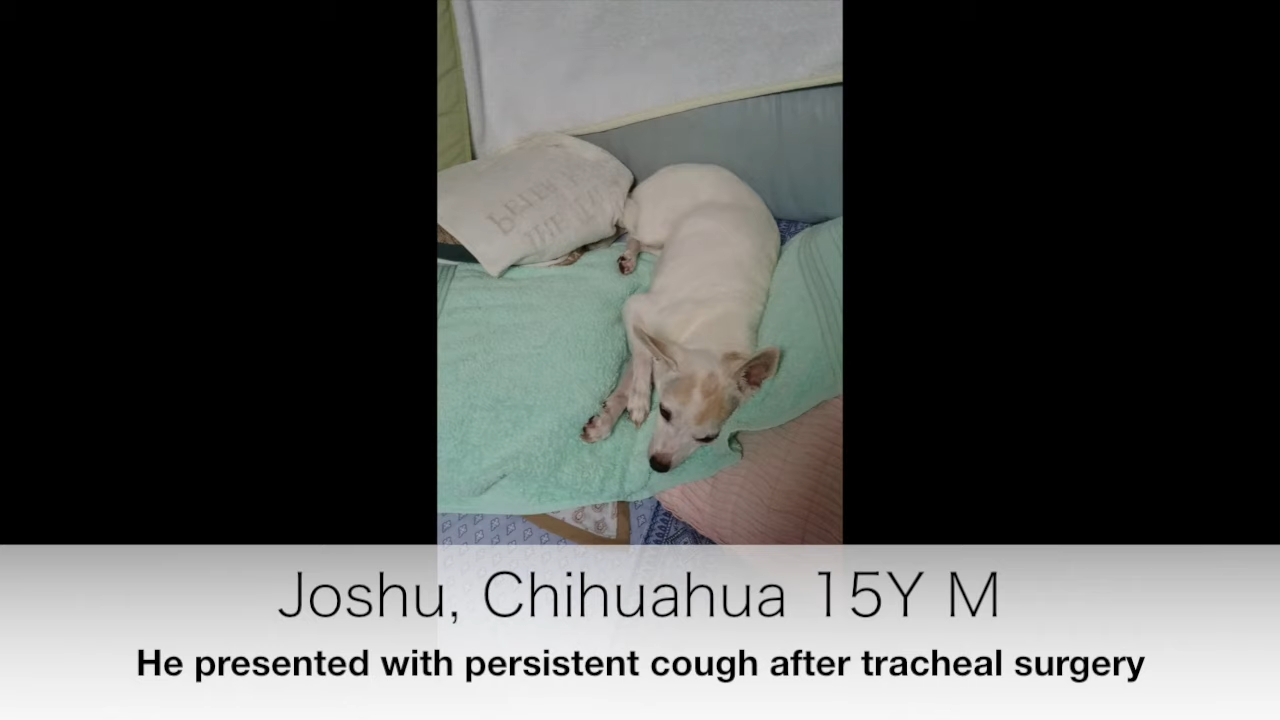 Joshu, Chihuahua 15Y M
He presented with persistent cough after tracheal surgery